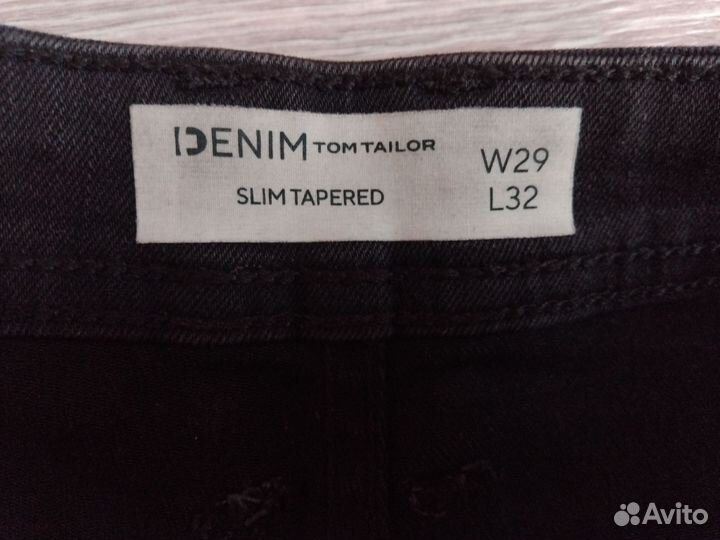 DENIM TOM TAILOR
SLIM TAPERED
W29
L32
Avito